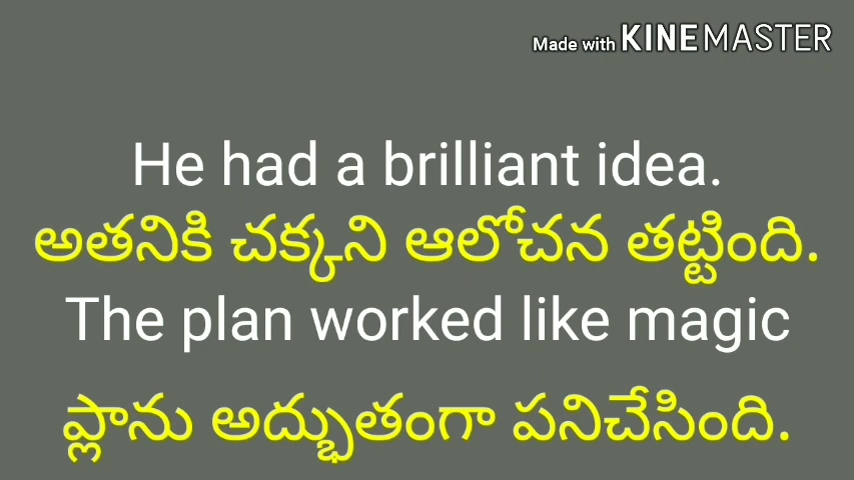 Made with KINEMASTER
He had a brilliant idea.
అతనికి చక్కని ఆలోచన తట్టింది.
The plan worked like magic
ప్లాను అద్భుతంగా పనిచేసింది.